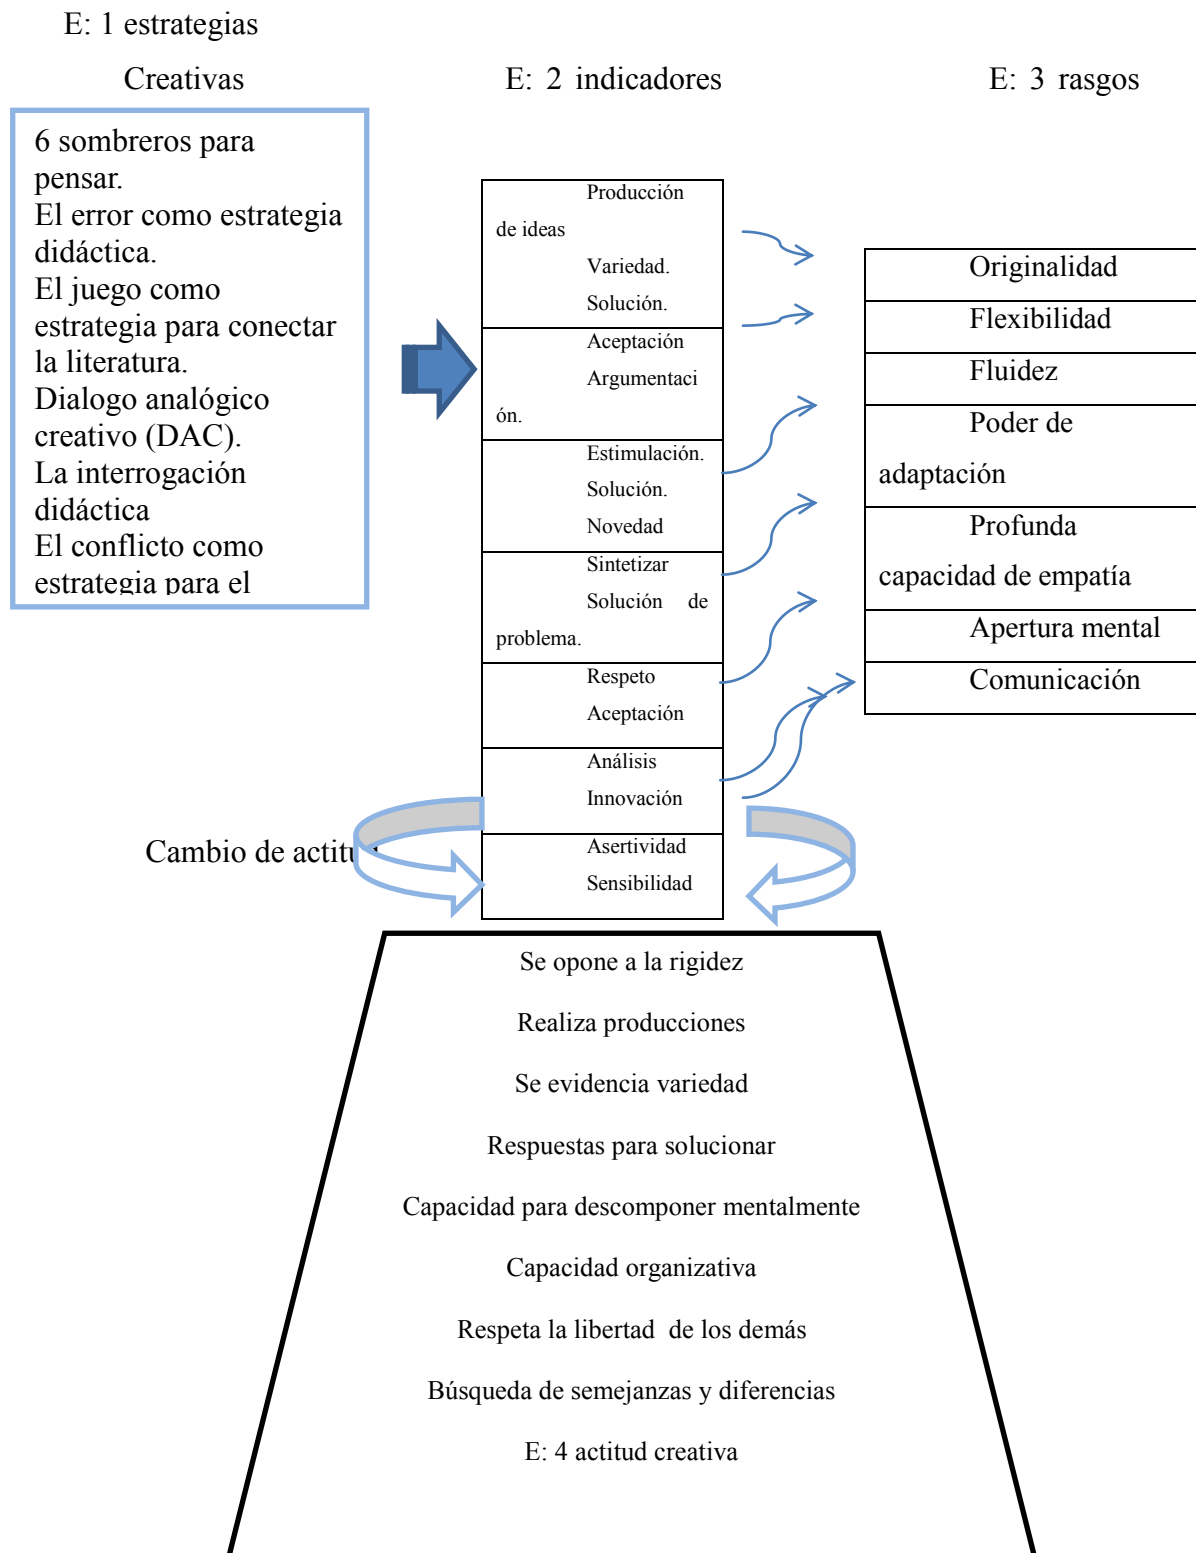 E: 1 estrategias
Creativas
E: 2 indicadores
E: 3 rasgos
6 sombreros para
pensar.
El error como estrategia
didáctica.
El juego como
estrategia para conectar
la literatura.
Dialogo analógico
creativo (DAC).
La interrogación
didáctica
El conflicto como
estrategia para el
Producción
de ideas
Variedad.
Solución.
Aceptación
Argumentaci
ón.
Estimulación.
Solución.
Novedad
Sintetizar
Solución de
problema.
Respeto
Aceptación
Análisis
Innovación
Asertividad
Sensibilidad
Originalidad
Flexibilidad
Fluidez
Poder de
adaptación
Profunda
capacidad de empatía
Apertura mental
Comunicación
Cambio de actitud
Se opone a la rigidez
Realiza producciones
Se evidencia variedad
Respuestas para solucionar
Capacidad para descomponer mentalmente
Capacidad organizativa
Respeta la libertad de los demás
Búsqueda de semejanzas y diferencias
E: 4 actitud creativa